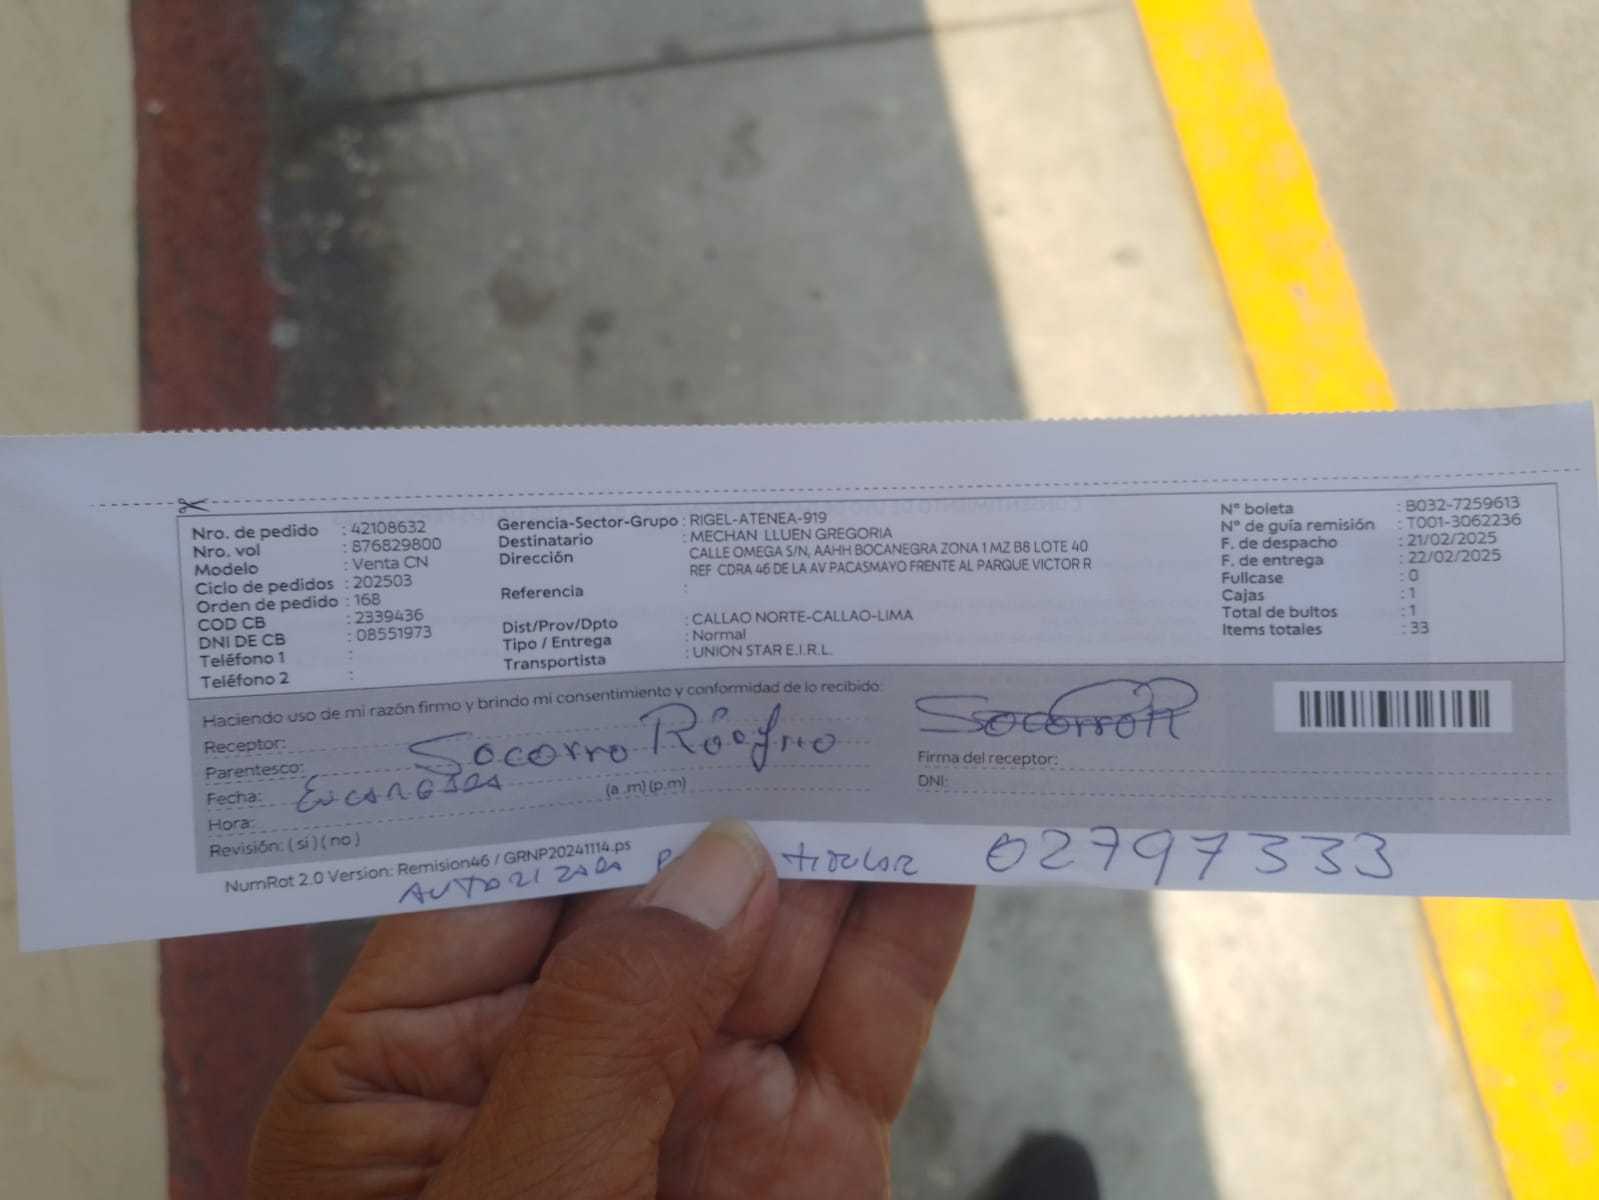 Nro. de pedido : 42108632
Nro. vol : 876829800
Modelo : Venta CN
Ciclo de pedidos : 202503
Orden de pedido : 168
COD CB : 2339436
DNI DE CB : 08551973
Teléfono 1 :
Teléfono 2 :
Gerencia-Sector-Grupo : RIGEL-ATENEA-919
Destinatario : MECHAN LLUEN GREGORIA
Dirección CALLE OMEGA S/N, AAHH BOCANEGRA ZONA 1 MZ B8 LOTE 40
REF CDRA 46 DE LA AV PACASMAYO FRENTE AL PARQUE VICTOR R
Referencia :
Dist/Prov/Dpto : CALLAO NORTE-CALLAO-LIMA
Tipo / Entrega : Normal
Transportista : UNION STAR E.I.R.L.
N° boleta : B032-7259613
N° de guía remisión : T001-3062236
F. de despacho : 21/02/2025
F. de entrega : 22/02/2025
Fullcase : 0
Cajas : 1
Total de bultos : 1
Items totales : 33
Haciendo uso de mi razón firmo y brindo mi consentimiento y conformidad de lo recibido:
Receptor: Socorro
Parentesco: ENCARGADA
Fecha:
Hora: (a .m) (p.m)
Revisión: ( si ) ( no )
Socorro R
Firma del receptor:
DNI:
NumRot 2.0 Version: Remision46 / GRNP20241114.ps
AUTORIZADA titular 02797333